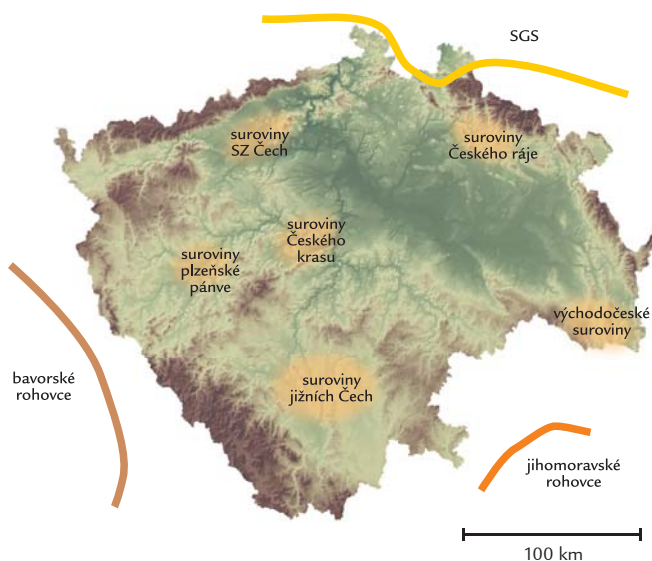 SGS
suroviny
SZ Čech
suroviny
Českého ráje
suroviny
Českého
krasu
suroviny
plzeňské
pánve
východočeské
suroviny
bavorské
rohovce
suroviny
jižních Čech
jihomoravské
rohovce
100 km